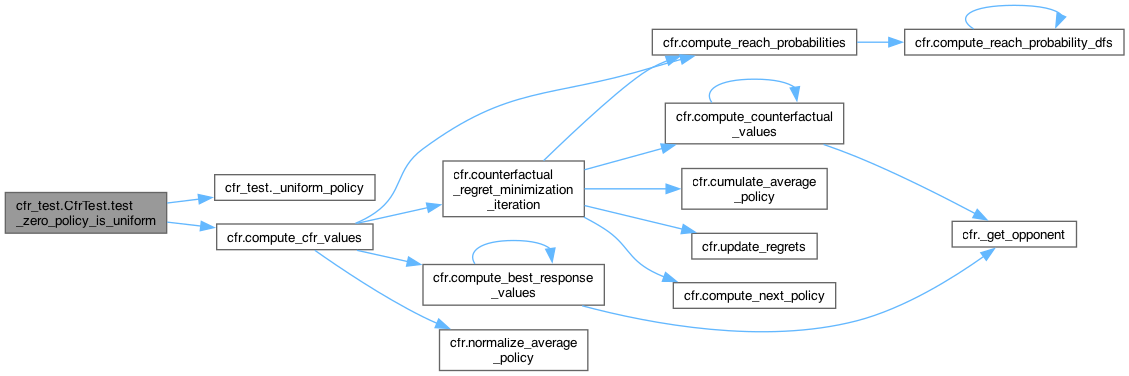 cfr_test.CfrTest.test
_zero_policy_is_uniform
cfr_test._uniform_policy
cfr.compute_cfr_values
cfr.counterfactual
_regret_minimization
_iteration
cfr.compute_best_response
_values
cfr.normalize_average
_policy
cfr.compute_reach_probabilities
cfr.compute_counterfactual
_values
cfr.cumulate_average
_policy
cfr.update_regrets
cfr.compute_next_policy
cfr.compute_reach_probability_dfs
cfr._get_opponent